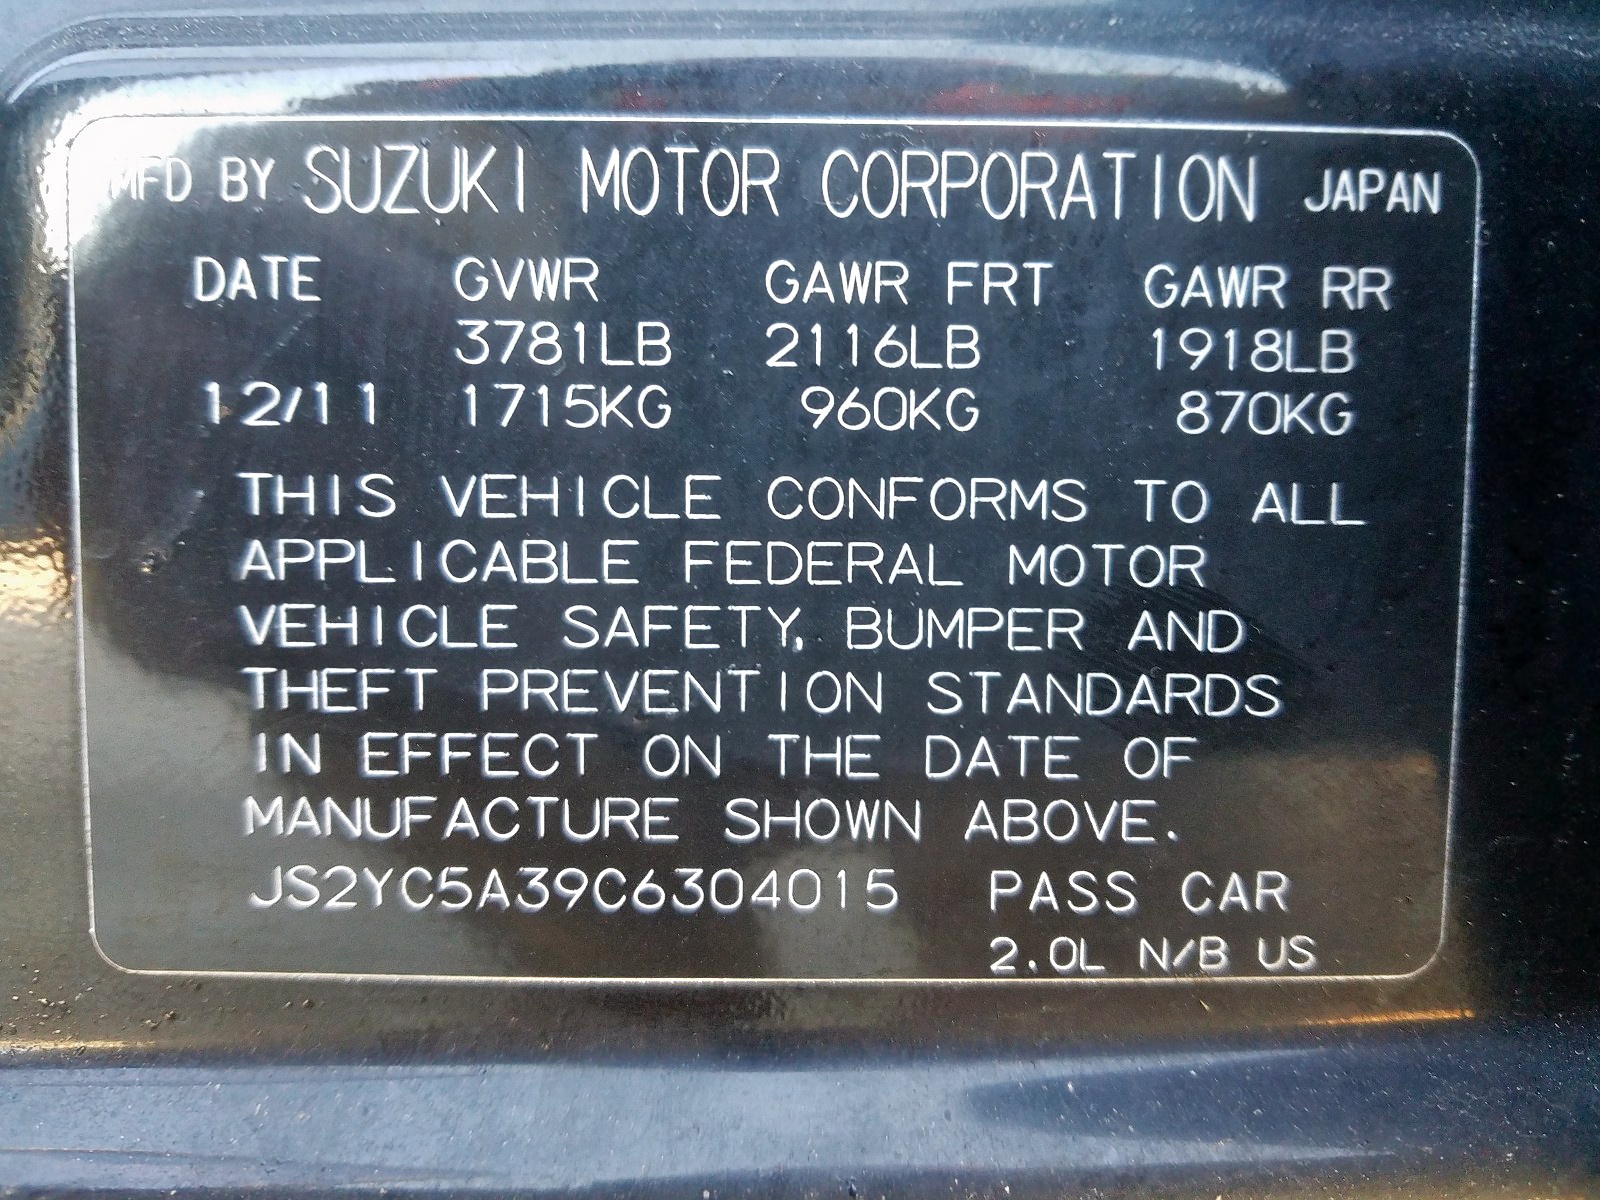 MFD BY SUZUKI MOTOR CORPORATION JAPAN
DATE GVWR GAWR FRT GAWR RR
3781LB 2116LB 1918LB
12/11 1715KG 960KG 870KG
THIS VEHICLE CONFORMS TO ALL
APPLICABLE FEDERAL MOTOR
VEHICLE SAFETY, BUMPER AND
THEFT PREVENTION STANDARDS
IN EFFECT ON THE DATE OF
MANUFACTURE SHOWN ABOVE.
JS2YC5A39C6304015 PASS CAR
2.0L N/B US